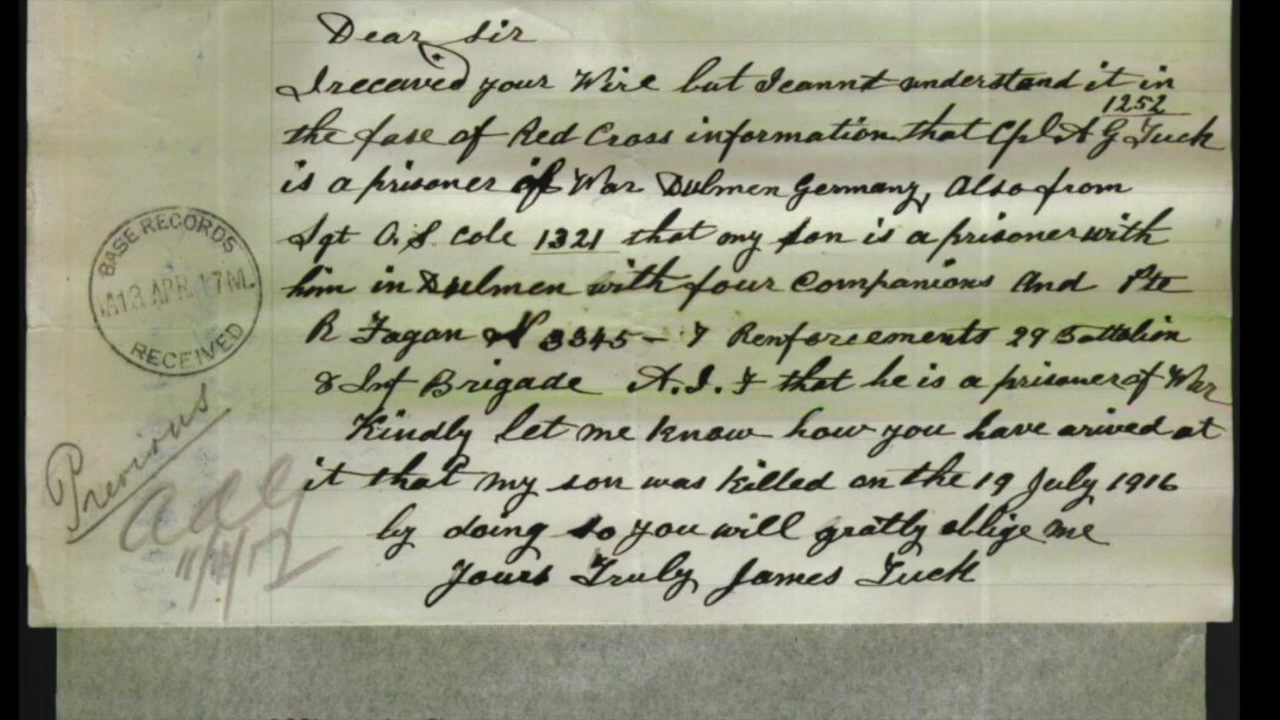 Dear Sir
I receaved your Wire but I cannt understand it in
1252
the fase of Red Cross information that Cpl A G Tuck
is a prisoner of War Dulmen Germany, Also from
Sgt A. S. Cole 1321 that my son is a prisoner with
him in Dulmen with four Companions And Pte
R Fagan N 3345 - 7 Renforcements 29 Battalion
8 Inf Brigade A.I.F that he is a prisoner of War
Kindly let me know how you have arived at
it that my son was Killed on the 19 July 1916
by doing so you will gratly oblige me
Yours Truly James Tuck
BASE RECORDS
13 APR. 17
RECEIVED
Previous